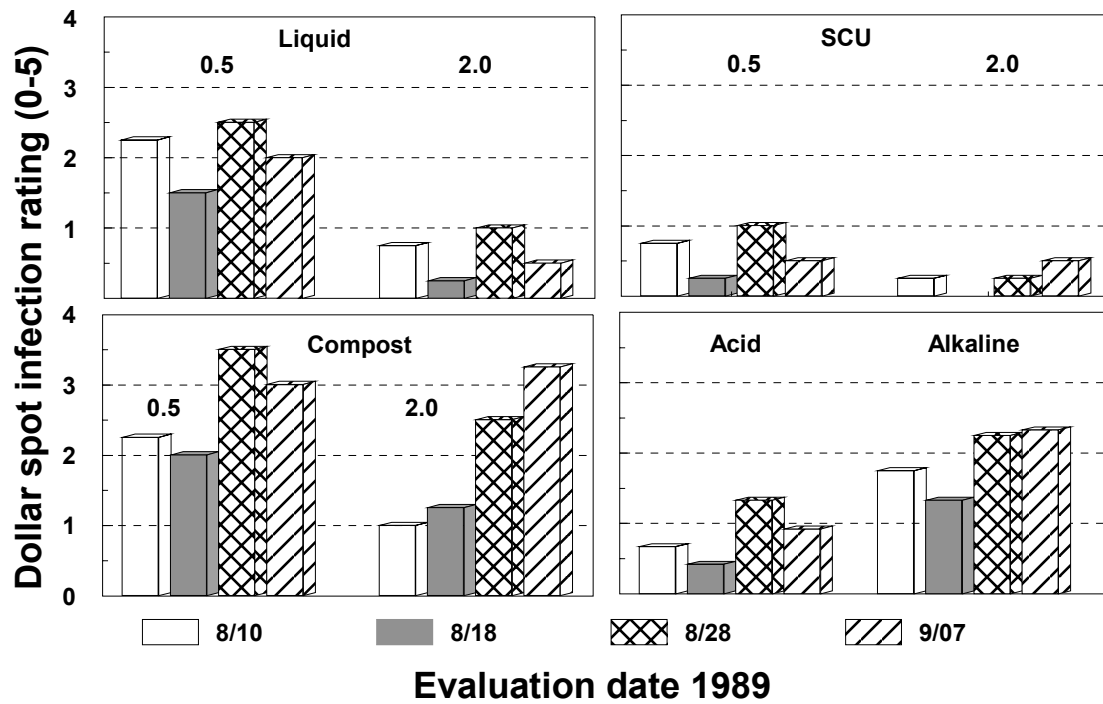 Dollar spot infection rating (0-5)
4
3
2
1
0
Liquid
0.5 2.0
SCU
0.5 2.0
4
3
2
1
0
Compost
0.5 2.0
Acid Alkaline
8/10 8/18 8/28 9/07
Evaluation date 1989